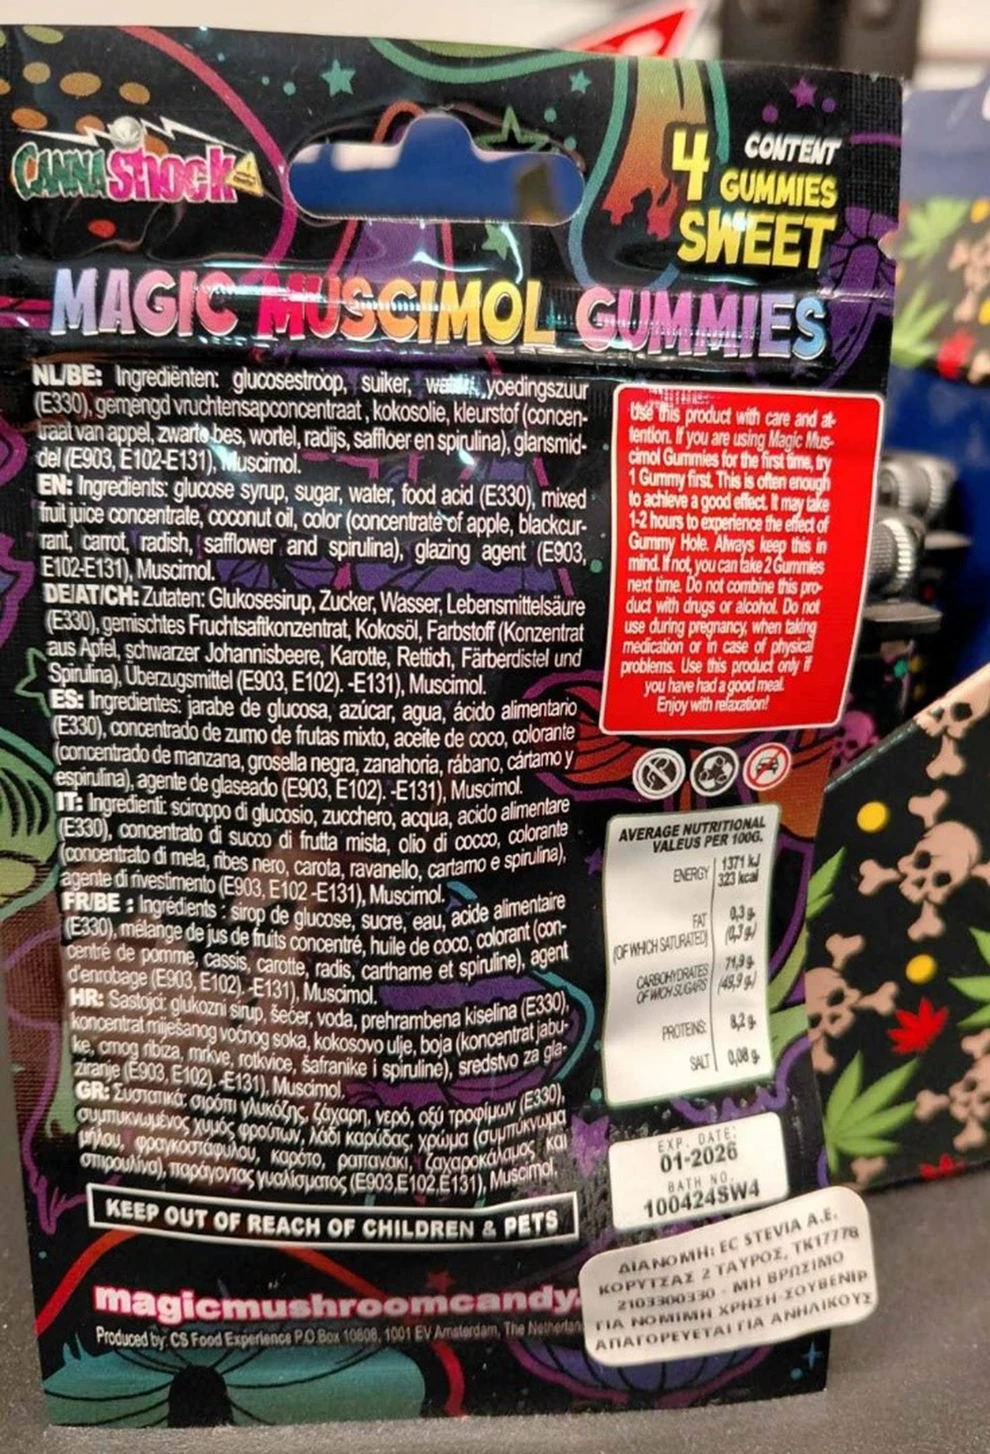 CANNASHOCK
4 CONTENT
GUMMIES
SWEET
MAGIC MUSCIMOL GUMMIES
NL/BE: Ingrediënten: glucosestroop, suiker, voedingszuur
(E330), gemengd vruchtensapconcentraat , kokosolie, kleurstof (concen-
traat van appel, zwarte bes, wortel, radijs, saffloer en spirulina), glansmid-
del (E903, E102-E131), Muscimol.
EN: Ingredients: glucose syrup, sugar, water, food acid (E330), mixed
fruit juice concentrate, coconut oil, color (concentrate of apple, blackcur-
rant, carrot, radish, safflower and spirulina), glazing agent (E903,
E102-E131), Muscimol.
DE/AT/CH: Zutaten: Glukosesirup, Zucker, Wasser, Lebensmittelsäure
(E330), gemischtes Fruchtsaftkonzentrat, Kokosöl, Farbstoff (Konzentrat
aus Apfel, schwarzer Johannisbeere, Karotte, Rettich, Färberdistel und
Spirulina), Überzugsmittel (E903, E102). -E131), Muscimol.
ES: Ingredientes: jarabe de glucosa, azúcar, agua, ácido alimentario
(E330), concentrado de zumo de frutas mixto, aceite de coco, colorante
(concentrado de manzana, grosella negra, zanahoria, rábano, cártamo y
espirulina), agente de glaseado (E903, E102). -E131), Muscimol.
IT: Ingredienti: sciroppo di glucosio, zucchero, acqua, acido alimentare
(E330), concentrato di succo di frutta mista, olio di cocco, colorante
(concentrato di mela, ribes nero, carota, ravanello, cartamo e spirulina),
agente di rivestimento (E903, E102 -E131), Muscimol.
FR/BE : Ingrédients : sirop de glucose, sucre, eau, acide alimentaire
(E330), mélange de jus de fruits concentré, huile de coco, colorant (con-
centré de pomme, cassis, carotte, radis, carthame et spiruline), agent
d'enrobage (E903, E102). -E131), Muscimol.
HR: Sastojci: glukozni sirup, šećer, voda, prehrambena kiselina (E330),
koncentrat miješanog voćnog soka, kokosovo ulje, boja (koncentrat jabu-
ke, crnog ribiza, mrkve, rotkvice, šafranike i spiruline), sredstvo za gla-
ziranje (E903, E102). -E131), Muscimol.
GR: Συστατικά: σιρόπι γλυκόζης, ζάχαρη, νερό, οξύ τροφίμων (E330),
συμπυκνωμένος χυμός φρούτων, λάδι καρύδας, χρώμα (συμπύκνωμα
μήλου, φραγκοστάφυλου, καρότο, ραπανάκι, ζαχαροκάλαμος και
σπιρουλίνα), παράγοντας γυαλίσματος (E903,E102,E131), Muscimol.
KEEP OUT OF REACH OF CHILDREN & PETS
magicmushroomcandy.
Produced by: CS Food Experience P.O.Box 10808, 1001 EV Amsterdam, The Netherlan
Use this product with care and at-
tention. If you are using Magic Mus-
cimol Gummies for the first time, try
1 Gummy first. This is often enough
to achieve a good effect. It may take
1-2 hours to experience the effect of
Gummy Hole. Always keep this in
mind. If not, you can take 2 Gummies
next time. Do not combine this pro-
duct with drugs or alcohol. Do not
use during pregnancy, when taking
medication or in case of physical
problems. Use this product only if
you have had a good meal.
Enjoy with relaxation!
AVERAGE NUTRITIONAL
VALEUS PER 100G.
ENERGY 1371 kJ
323 kcal
FAT 0,3 g.
(OF WHICH SATURATED) (0,3 g.)
CARBOHYDRATES 71,9 g.
OF WICH SUGARS (49,9 g.)
PROTEINS: 8,2 g.
SALT 0,08 g.
EXP. DATE:
01-2026
BATH NO.
100424SW4
ΔΙΑΝΟΜΗ: EC STEVIA A.E.
ΚΟΡΥΤΣΑΣ 2 ΤΑΥΡΟΣ, ΤΚ17778
2103300330 - ΜΗ ΒΡΩΣΙΜΟ
ΓΙΑ ΝΟΜΙΜΗ ΧΡΗΣΗ-ΣΟΥΒΕΝΙΡ
ΑΠΑΓΟΡΕΥΕΤΑΙ ΓΙΑ ΑΝΗΛΙΚΟΥΣ